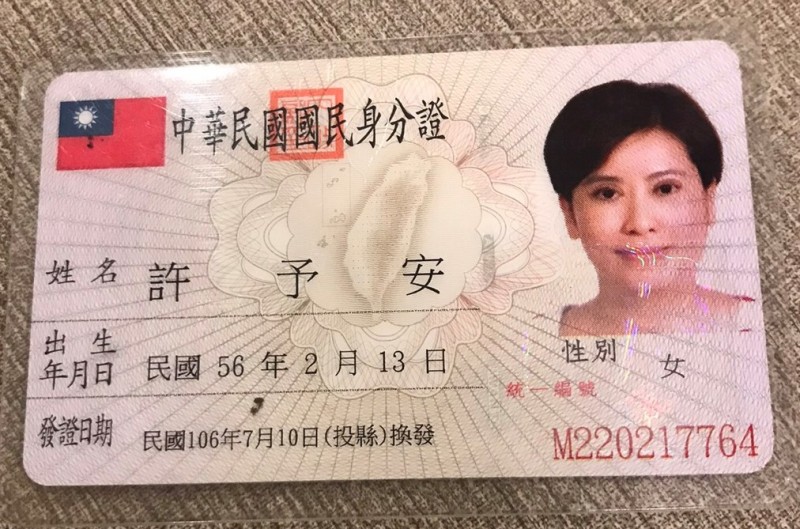 中華民國國民身分證
姓名 許予安
出生年月日 民國 56 年 2 月 13 日
性別 女
統一編號
發證日期 民國106年7月10日(投縣)換發
M220217764